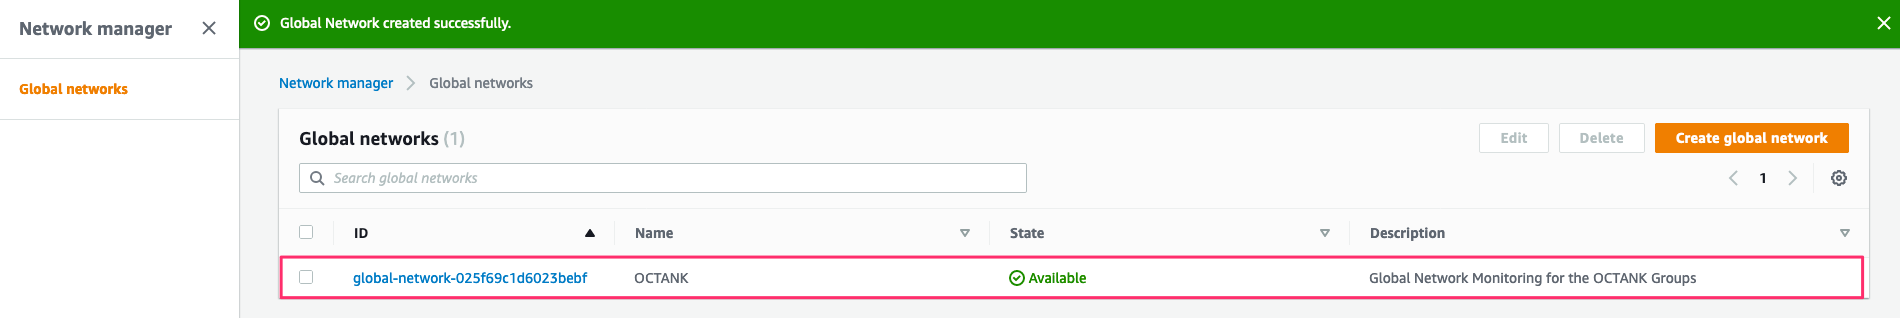 Network manager
Global Network created successfully.
Global networks
Network manager Global networks
Global networks (1)
Edit Delete Create global network
Search global networks
1
ID Name State Description
global-network-025f69c1d6023bebf OCTANK Available Global Network Monitoring for the OCTANK Groups